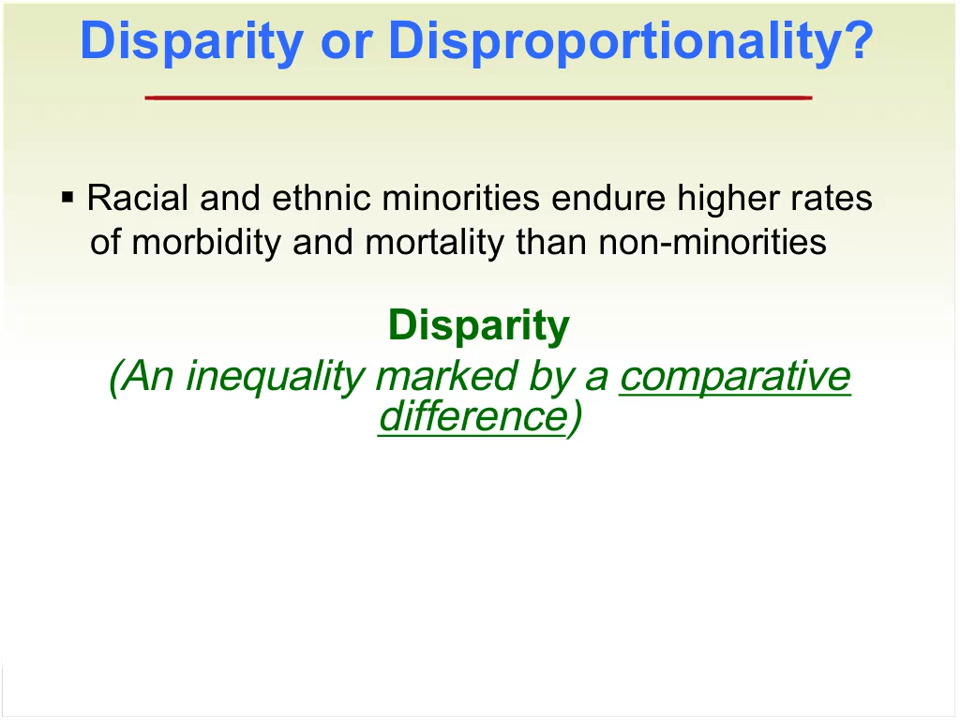 Disparity or Disproportionality?
▪ Racial and ethnic minorities endure higher rates
of morbidity and mortality than non-minorities
Disparity
(An inequality marked by a comparative
difference)